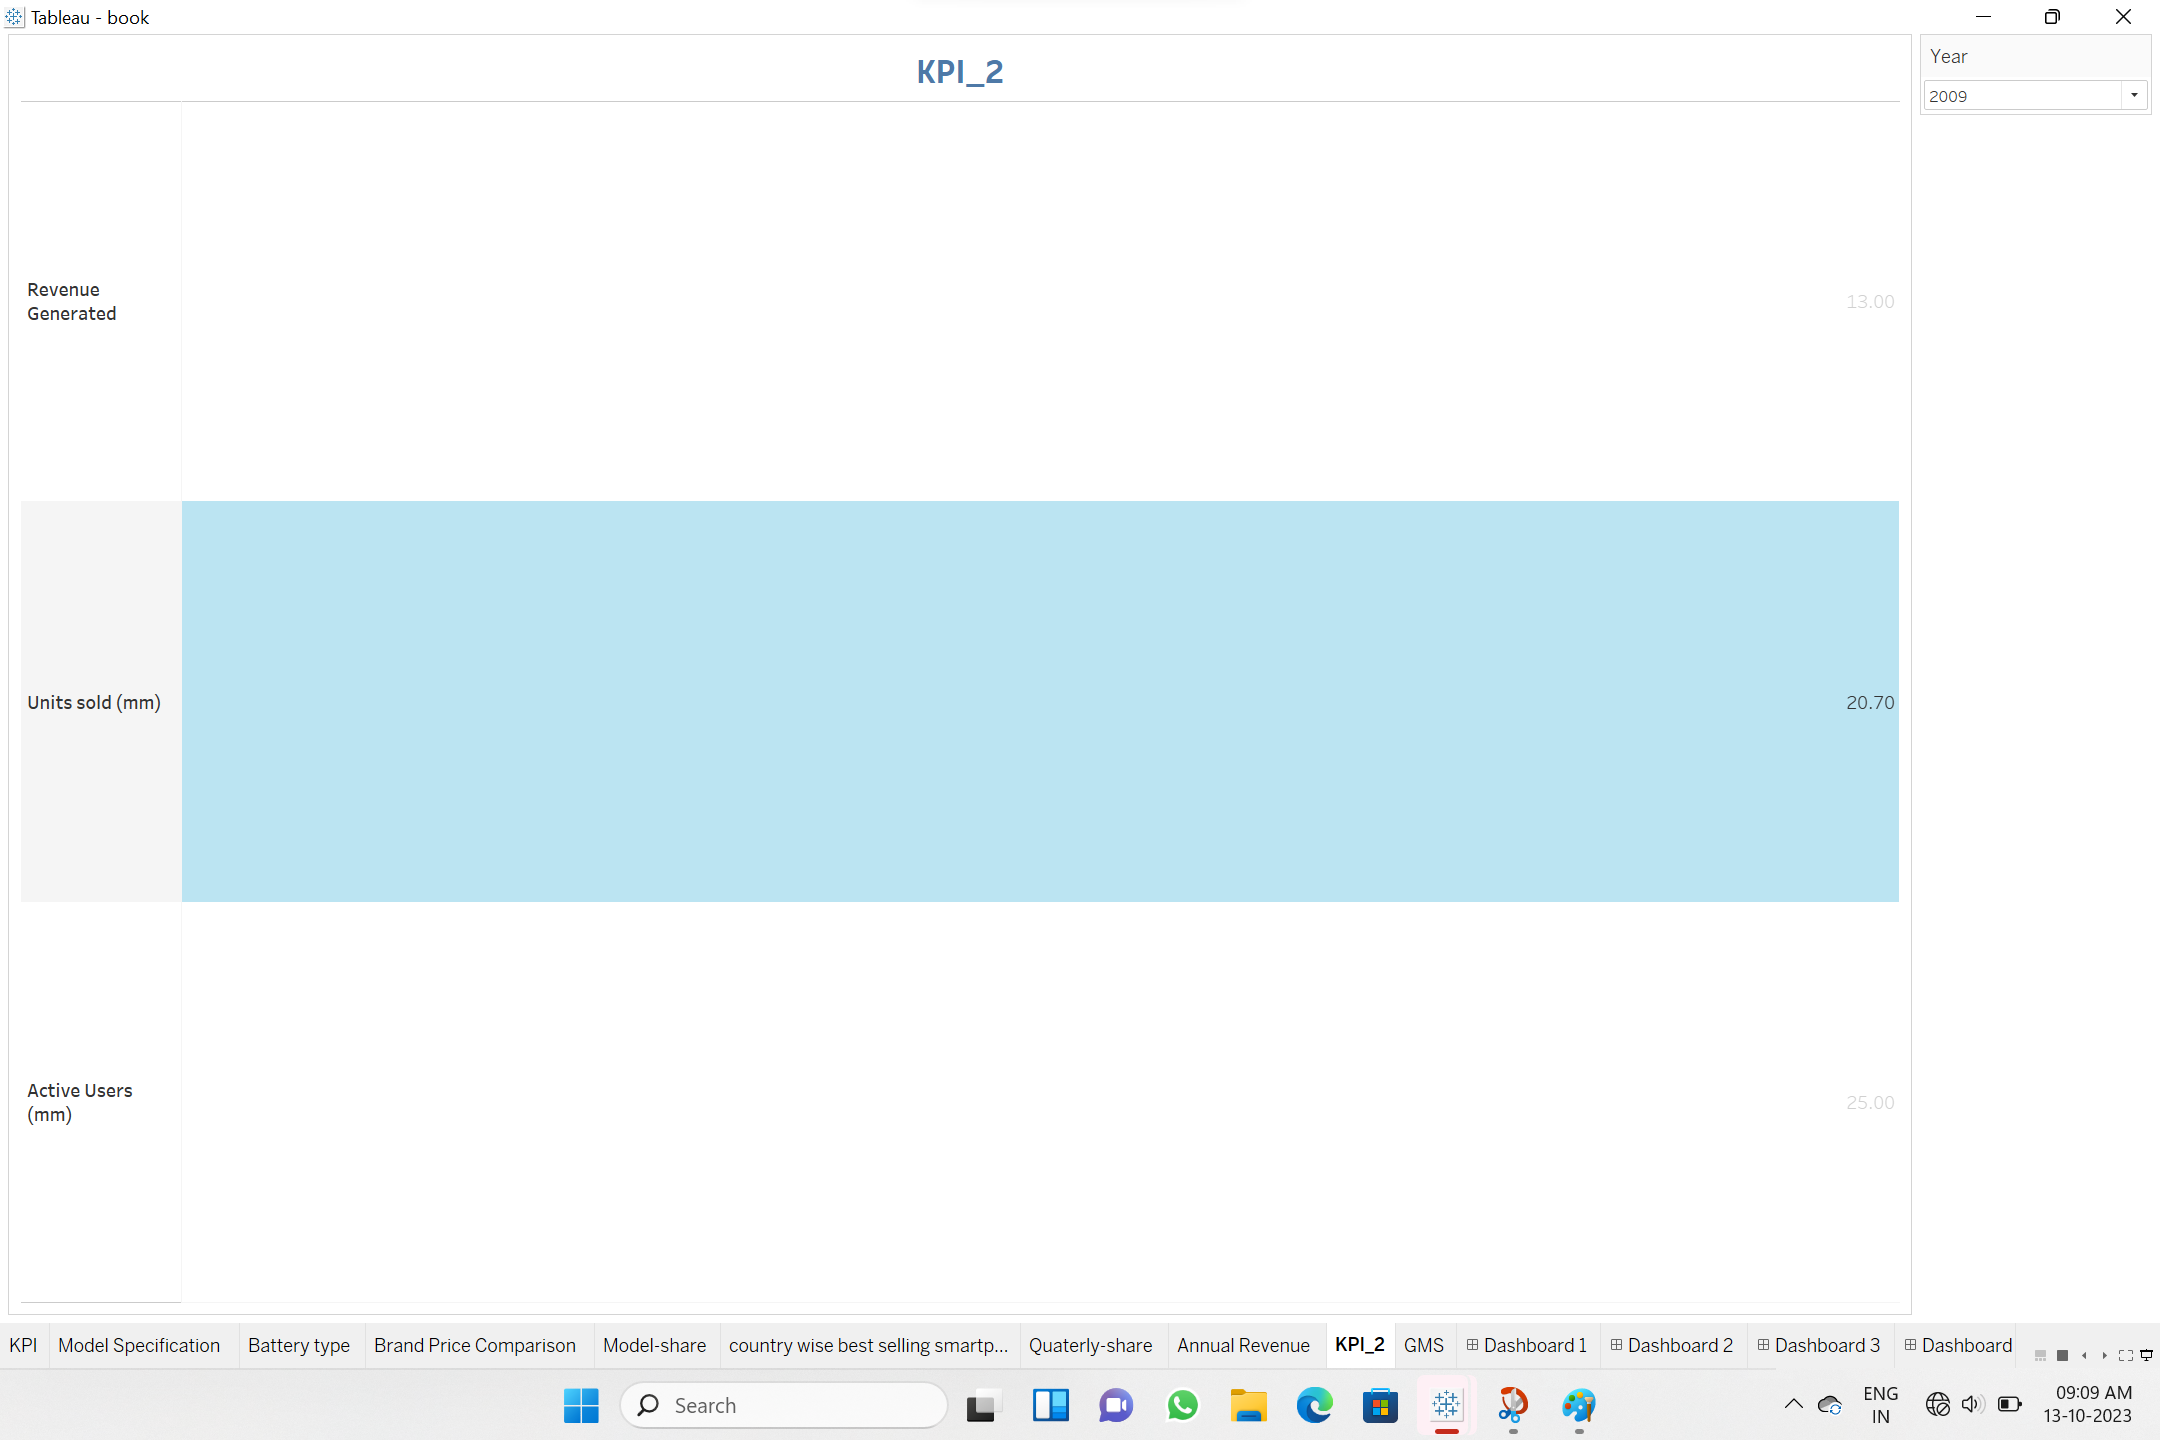 Tableau - book
KPI_2
Year
2009
Revenue
Generated
13.00
Units sold (mm)
20.70
Active Users
(mm)
25.00
KPI Model Specification Battery type Brand Price Comparison Model-share country wise best selling smartp... Quaterly-share Annual Revenue KPI_2 GMS Dashboard 1 Dashboard 2 Dashboard 3 Dashboard
Search
ENG
IN
09:09 AM
13-10-2023